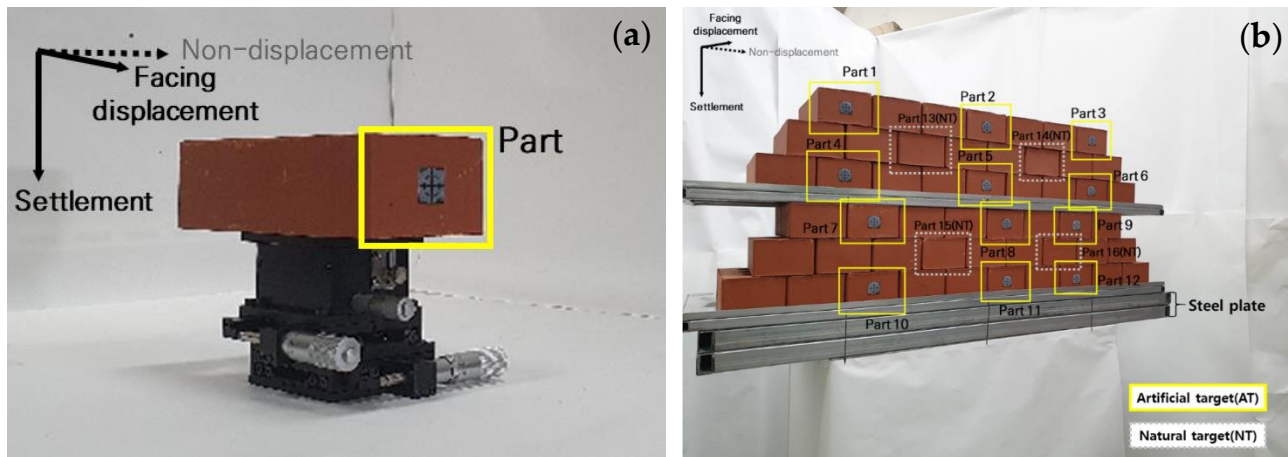 (a)
Non-displacement
Facing
displacement
Part
Settlement
(b)
Facing
displacement
Non-displacement
Settlement
Part 1
Part 2
Part 3
Part 13(NT)
Part 14(NT)
Part 4
Part 5
Part 6
Part 7
Part 15(NT)
Part 8
Part 9
Part 16(NT)
Part 12
Part 10
Part 11
Steel plate
Artificial target(AT)
Natural target(NT)